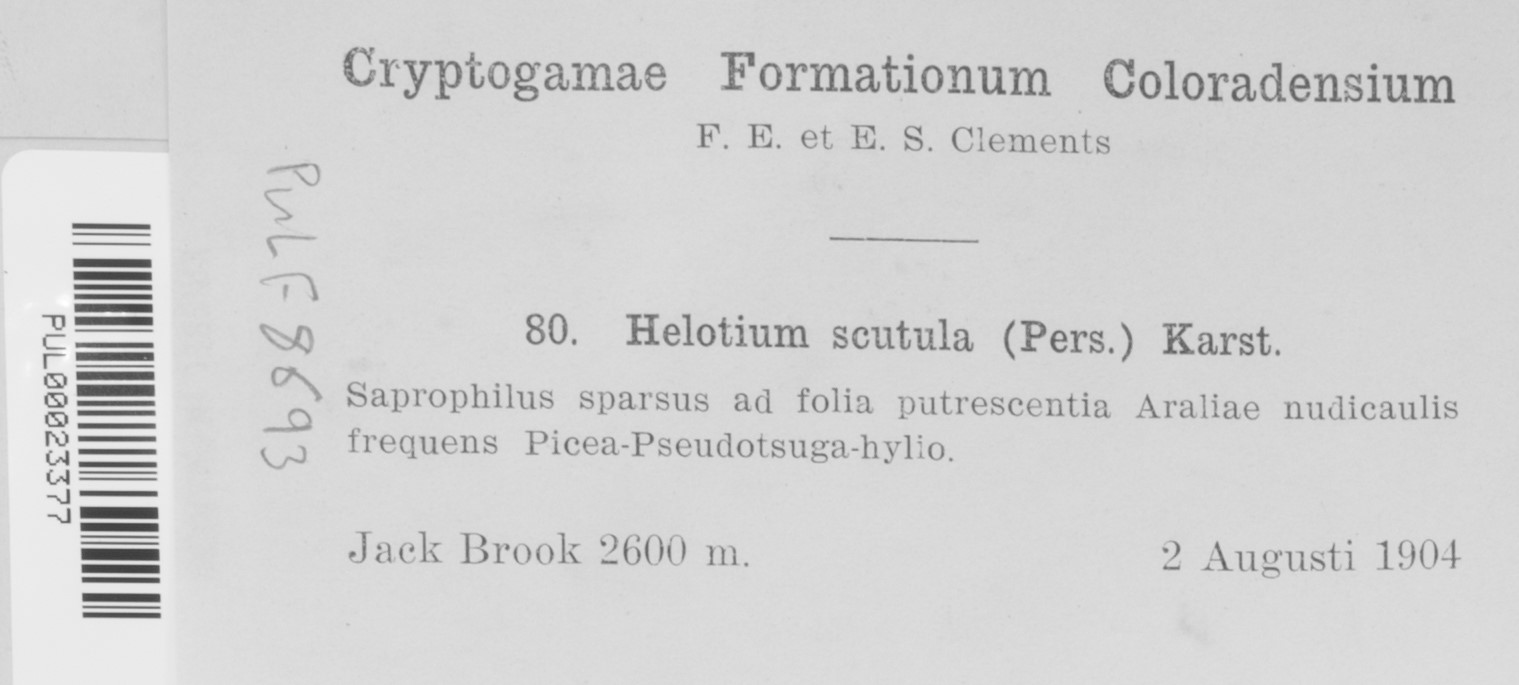 Cryptogamae Formationum Coloradensium
F. E. et E. S. Clements
80. Helotium scutula (Pers.) Karst.
Saprophilus sparsus ad folia putrescentia Araliae nudicaulis
frequens Picea-Pseudotsuga-hylio.
Jack Brook 2600 m.
2 Augusti 1904
PUL F 8693
PUL00023377